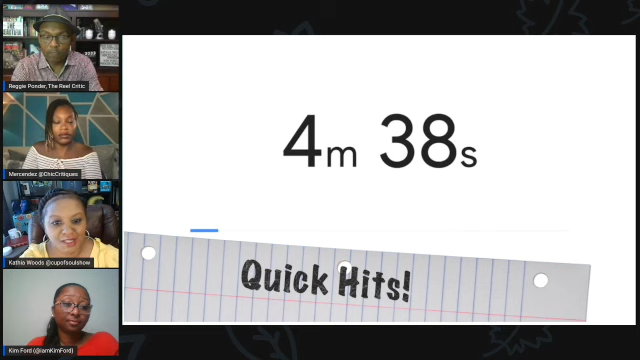 Reggie Ponder, The Reel Critic
Mercendez @ChicCritiques
Kathia Woods @cupofsoulshow
Kim Ford (@iamKimFord)
4m 38s
Quick Hits!